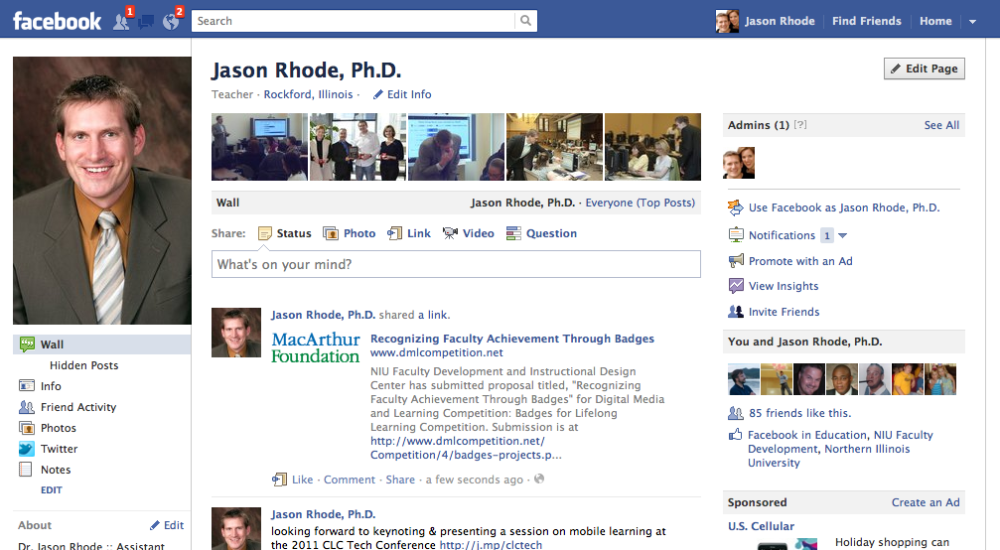 facebook
1
2
Search
Jason Rhode
Find Friends
Home
Jason Rhode, Ph.D.
Edit Page
Teacher · Rockford, Illinois · Edit Info
Admins (1) [?]
See All
Wall
Jason Rhode, Ph.D. · Everyone (Top Posts)
Share: Status Photo Link Video Question
What's on your mind?
Use Facebook as Jason Rhode, Ph.D.
Notifications 1
Promote with an Ad
View Insights
Invite Friends
Jason Rhode, Ph.D. shared a link.
MacArthur
Foundation
Recognizing Faculty Achievement Through Badges
www.dmlcompetition.net
NIU Faculty Development and Instructional Design
Center has submitted proposal titled, "Recognizing
Faculty Achievement Through Badges" for Digital Media
and Learning Competition: Badges for Lifelong
Learning Competition. Submission is at
http://www.dmlcompetition.net/
Competition/4/badges-projects.p...
Like · Comment · Share · a few seconds ago ·
Wall
Hidden Posts
Info
Friend Activity
Photos
Twitter
Notes
EDIT
You and Jason Rhode, Ph.D.
85 friends like this.
Facebook in Education, NIU Faculty
Development, Northern Illinois
University
About
Edit
Dr. Jason Rhode :: Assistant
Jason Rhode, Ph.D.
looking forward to keynoting & presenting a session on mobile learning at
the 2011 CLC Tech Conference http://j.mp/clctech
Sponsored
Create an Ad
U.S. Cellular
Holiday shopping can